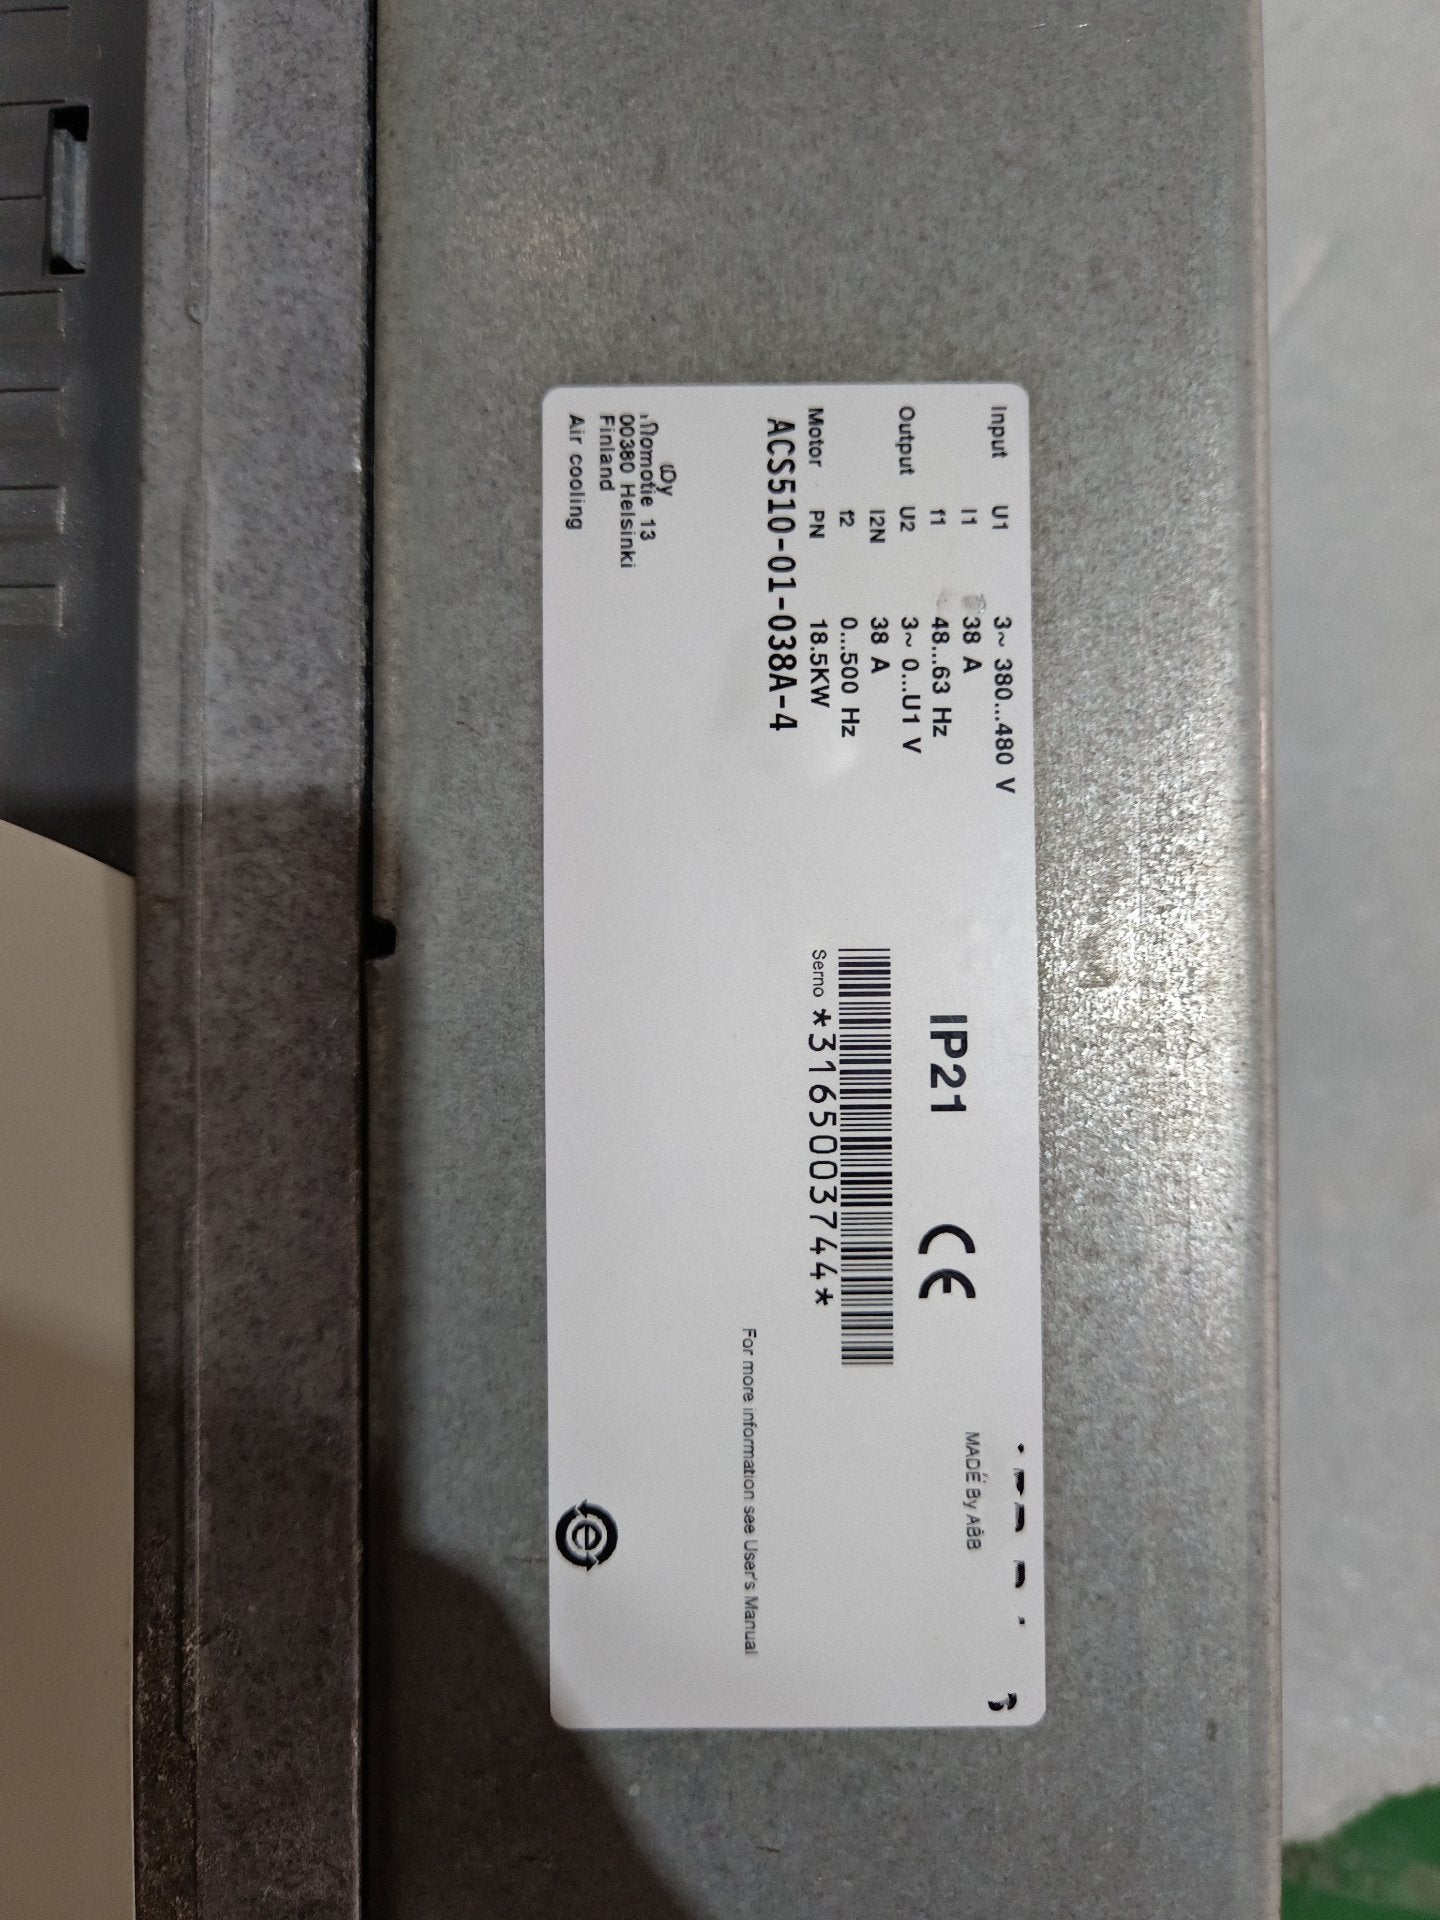 Input U1 3~ 380...480 V
I1 38 A
f1 48...63 Hz
Output U2 3~ 0...U1 V
I2N 38 A
f2 0...500 Hz
Motor PN 18.5KW
ACS510-01-038A-4
IP21
CE
MADE By ABB
Serno *3165003744*
For more information see User's Manual
Oy
13
00380 Helsinki
Finland
Air cooling
e